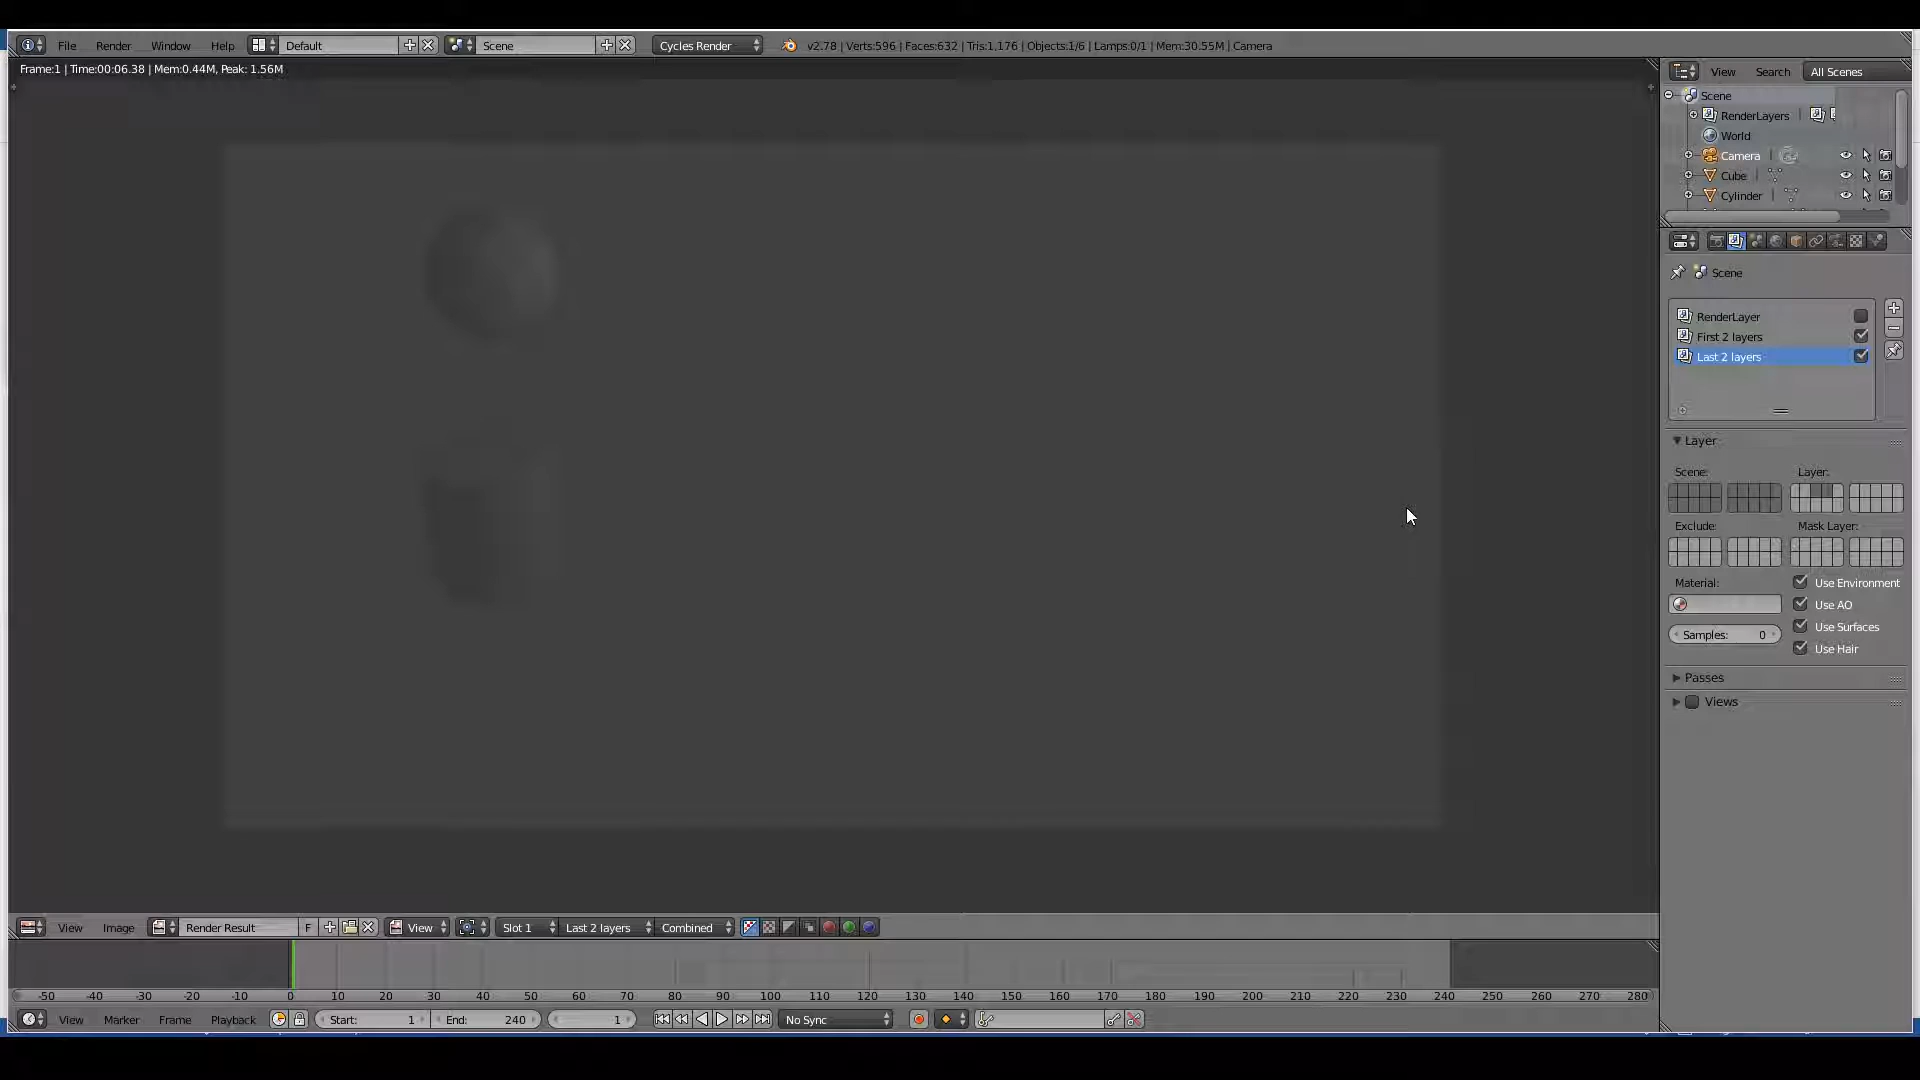 File Render Window Help Default Scene Cycles Render v2.78 | Verts:596 | Faces:632 | Tris:1,176 | Objects:1/6 | Lamps:0/1 | Mem:30.55M | Camera
Frame:1 | Time:00:06.38 | Mem:0.44M, Peak: 1.56M
View Search All Scenes
Scene
RenderLayers
World
Camera
Cube
Cylinder
Scene
RenderLayer
First 2 layers
Last 2 layers
Layer
Scene: Layer:
Exclude: Mask Layer:
Material: Use Environment
Use AO
Samples: 0 Use Surfaces
Use Hair
Passes
Views
View Image Render Result F View Slot 1 Last 2 layers Combined
-50 -40 -30 -20 -10 0 10 20 30 40 50 60 70 80 90 100 110 120 130 140 150 160 170 180 190 200 210 220 230 240 250 260 270 280
View Marker Frame Playback Start: 1 End: 240 1 No Sync